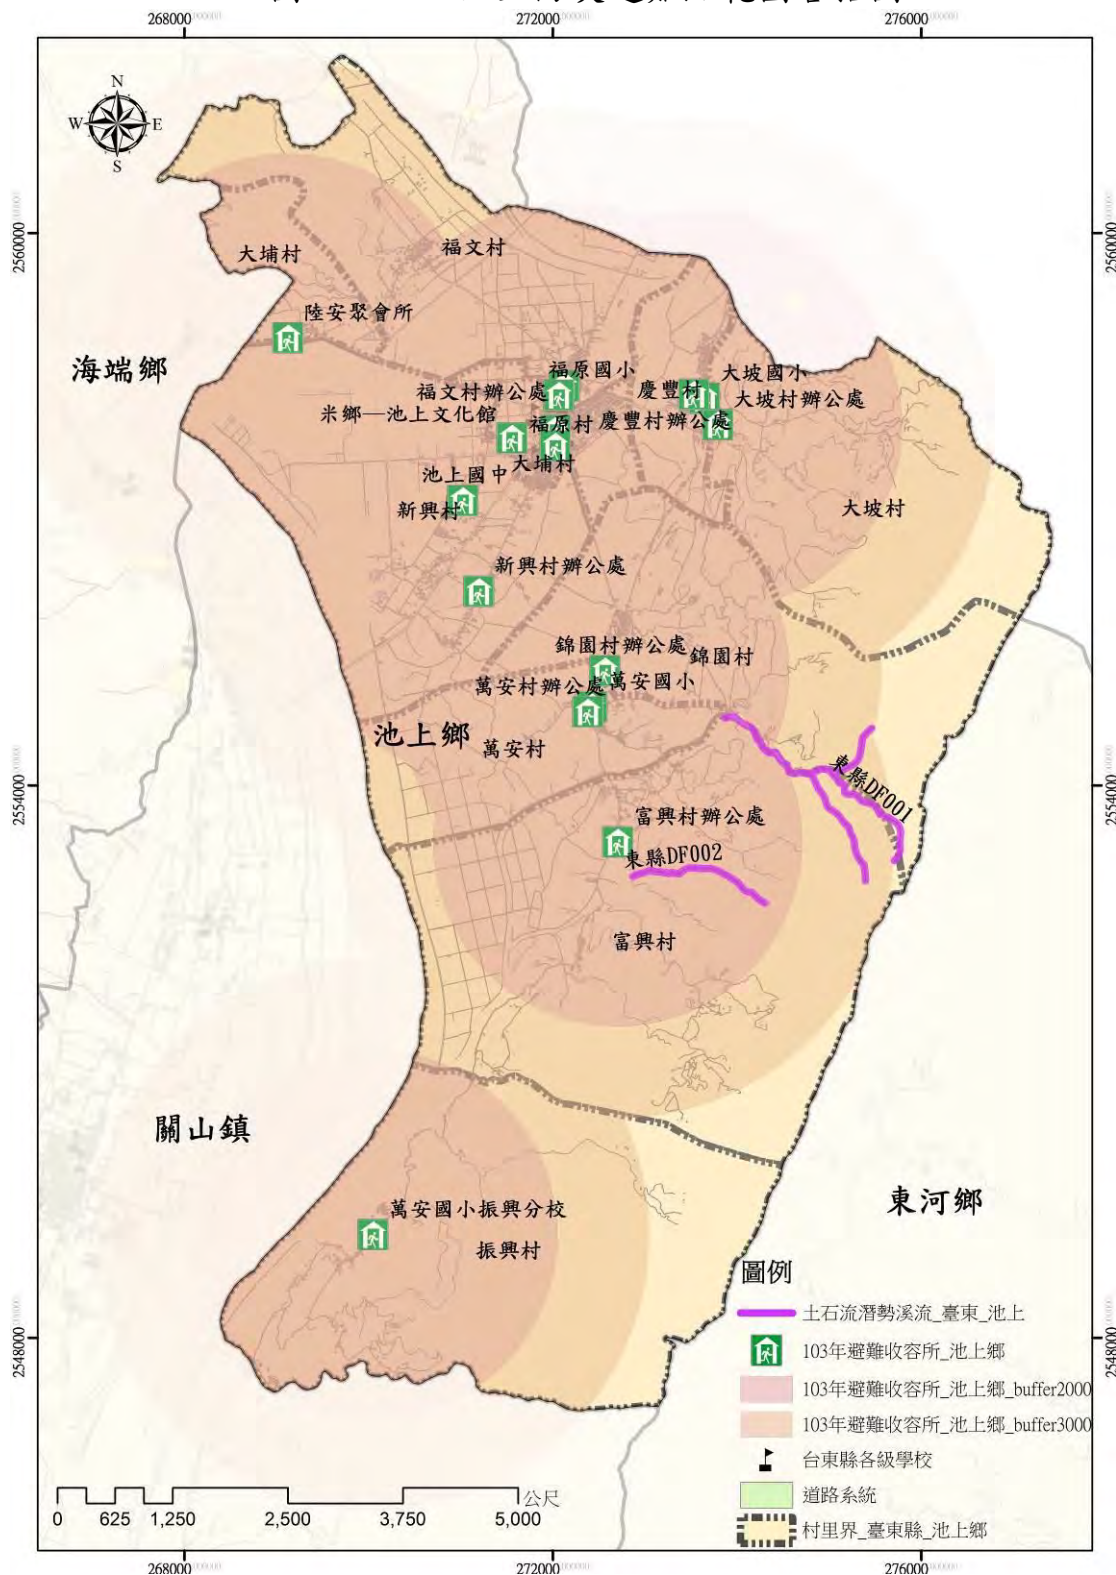 268000
272000
276000
N
W
E
S
2560000
2560000
大埔村
福文村
陸安聚會所
海端鄉
福原國小
大坡國小
福文村辦公處
慶豐村
大坡村辦公處
米鄉—池上文化館
福原村
慶豐村辦公處
大埔村
池上國中
新興村
大坡村
新興村辦公處
錦園村辦公處
錦園村
萬安村辦公處
萬安國小
池上鄉
萬安村
2554000
2554000
東縣DF001
富興村辦公處
東縣DF002
富興村
關山鎮
東河鄉
萬安國小振興分校
振興村
圖例
土石流潛勢溪流_臺東_池上
103年避難收容所_池上鄉
103年避難收容所_池上鄉_buffer2000
103年避難收容所_池上鄉_buffer3000
台東縣各級學校
道路系統
村里界_臺東縣_池上鄉
2548000
2548000
公尺
0 625 1,250 2,500 3,750 5,000
268000
272000
276000